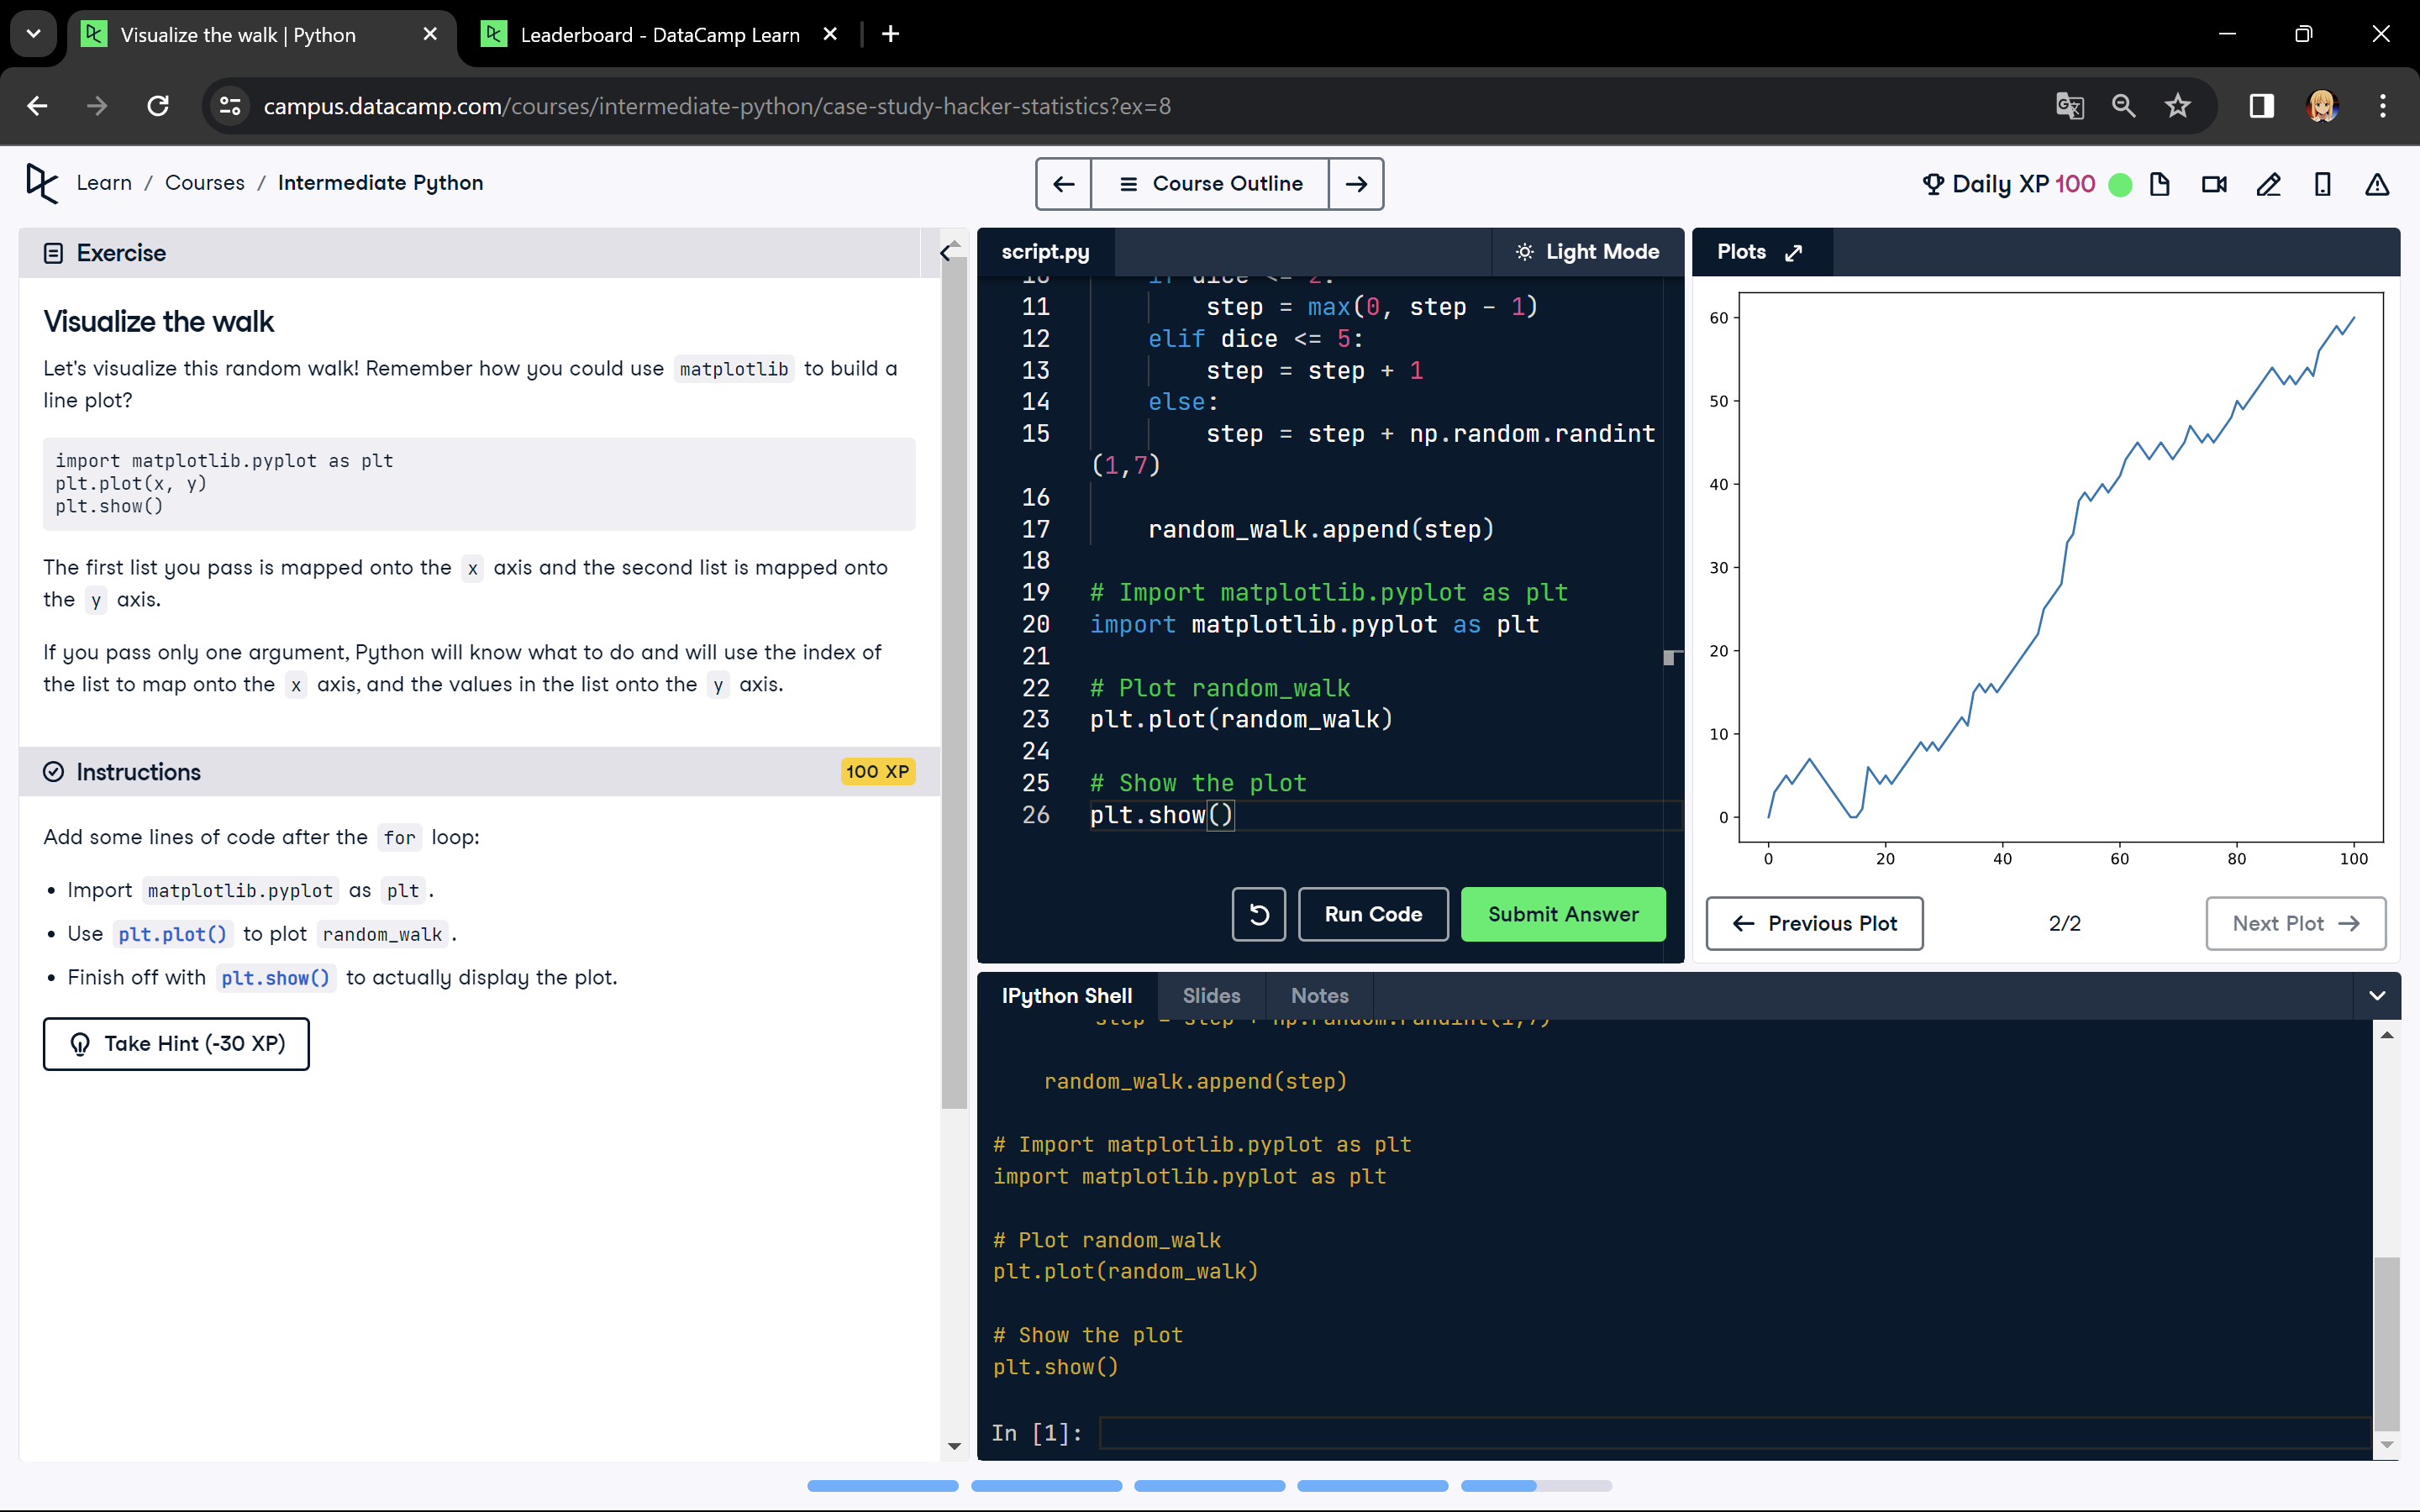 Visualize the walk | Python
Leaderboard - DataCamp Learn
campus.datacamp.com/courses/intermediate-python/case-study-hacker-statistics?ex=8
Learn / Courses / Intermediate Python
Course Outline
Daily XP 100
Exercise
Visualize the walk
Let's visualize this random walk! Remember how you could use matplotlib to build a
line plot?
import matplotlib.pyplot as plt
plt.plot(x, y)
plt.show()
The first list you pass is mapped onto the x axis and the second list is mapped onto
the y axis.
If you pass only one argument, Python will know what to do and will use the index of
the list to map onto the x axis, and the values in the list onto the y axis.
Instructions
100 XP
Add some lines of code after the for loop:
• Import matplotlib.pyplot as plt.
• Use plt.plot() to plot random_walk.
• Finish off with plt.show() to actually display the plot.
Take Hint (-30 XP)
script.py
Light Mode
10 if dice <= 2:
11 step = max(0, step - 1)
12 elif dice <= 5:
13 step = step + 1
14 else:
15 step = step + np.random.randint
(1,7)
16
17 random_walk.append(step)
18
19 # Import matplotlib.pyplot as plt
20 import matplotlib.pyplot as plt
21
22 # Plot random_walk
23 plt.plot(random_walk)
24
25 # Show the plot
26 plt.show()
Run Code
Submit Answer
Plots
60
50
40
30
20
10
0
0 20 40 60 80 100
Previous Plot
2/2
Next Plot
IPython Shell
Slides
Notes
step = step + np.random.randint(1,7)
random_walk.append(step)
# Import matplotlib.pyplot as plt
import matplotlib.pyplot as plt
# Plot random_walk
plt.plot(random_walk)
# Show the plot
plt.show()
In [1]: